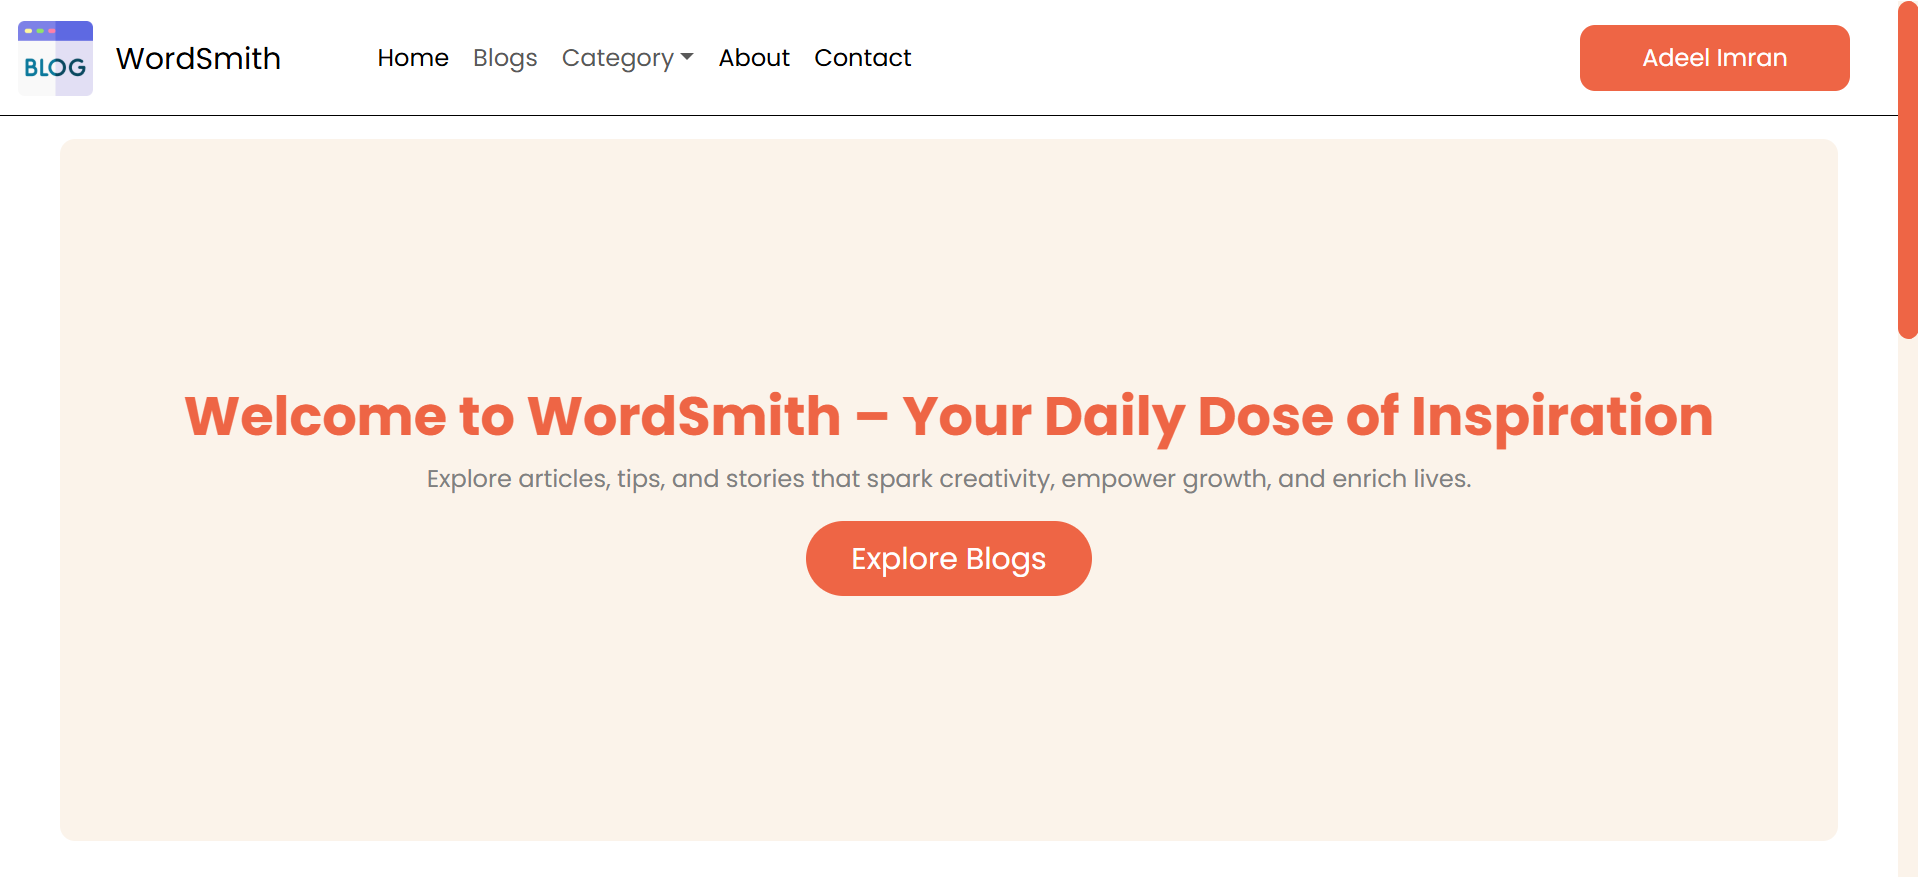 BLOG
WordSmith
Home Blogs Category About Contact
Adeel Imran
Welcome to WordSmith – Your Daily Dose of Inspiration
Explore articles, tips, and stories that spark creativity, empower growth, and enrich lives.
Explore Blogs